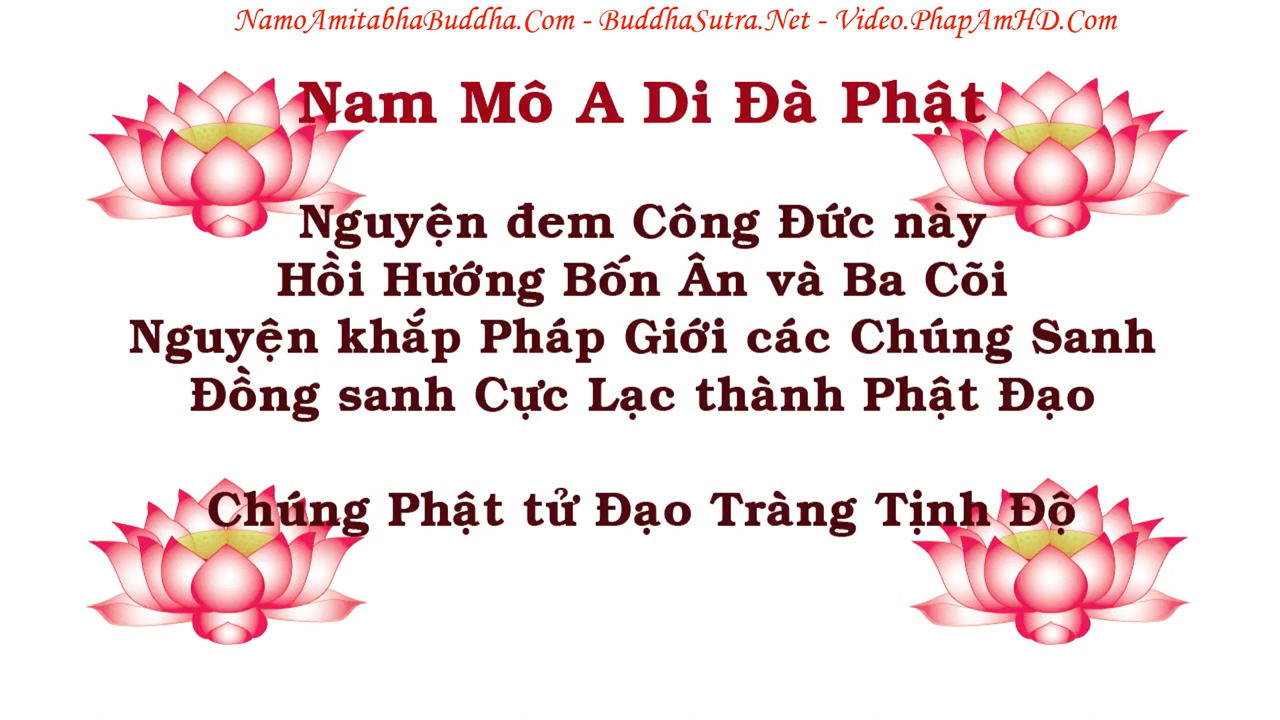 NamoAmitabhaBuddha.Com - BuddhaSutra.Net - Video.PhapAmHD.Com
Nam Mô A Di Đà Phật
Nguyện đem Công Đức này
Hồi Hướng Bốn Ân và Ba Cõi
Nguyện khắp Pháp Giới các Chúng Sanh
Đồng sanh Cực Lạc thành Phật Đạo
Chúng Phật tử Đạo Tràng Tịnh Độ